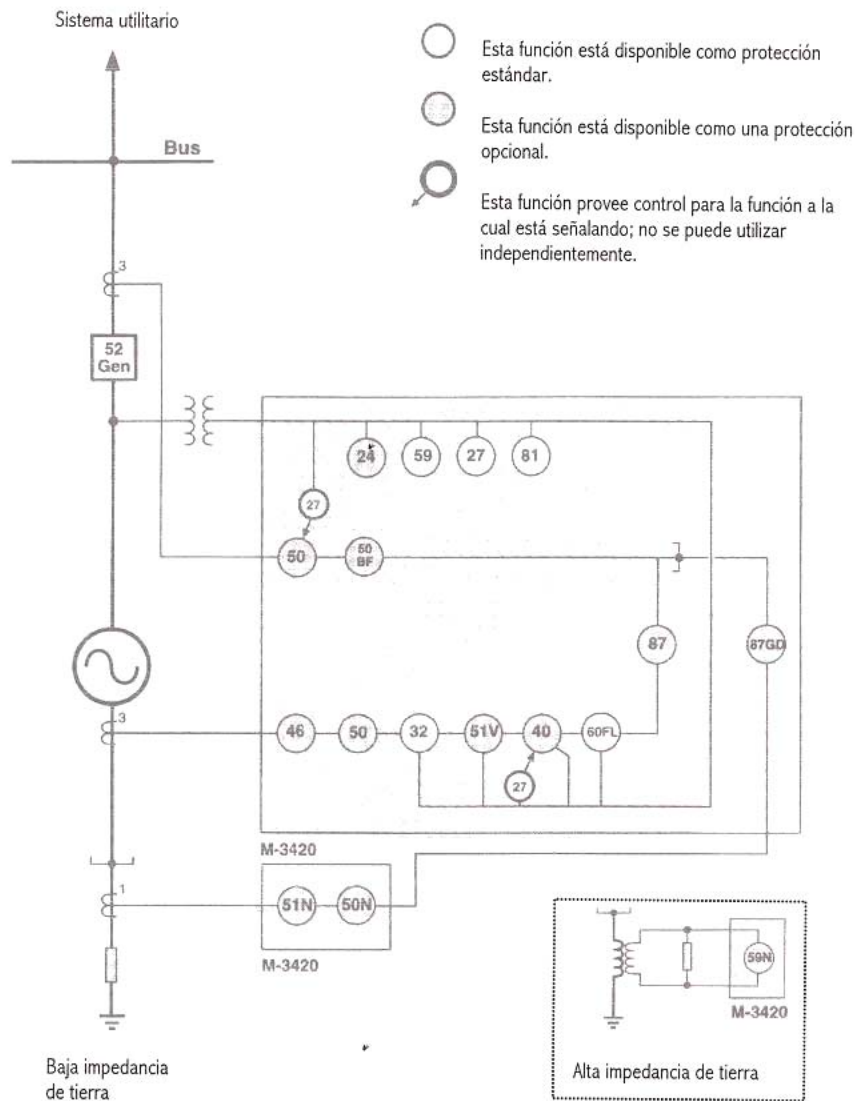 Sistema utilitario
Esta función está disponible como protección
estándar.
Esta función está disponible como una protección
opcional.
Esta función provee control para la función a la
cual está señalando; no se puede utilizar
independientemente.
Bus
3
52
Gen
24
59
27
81
27
50
50
BF
87
87GD
3
46
50
32
51V
40
60FL
27
M-3420
1
51N
50N
M-3420
59N
M-3420
Baja impedancia
de tierra
Alta impedancia de tierra